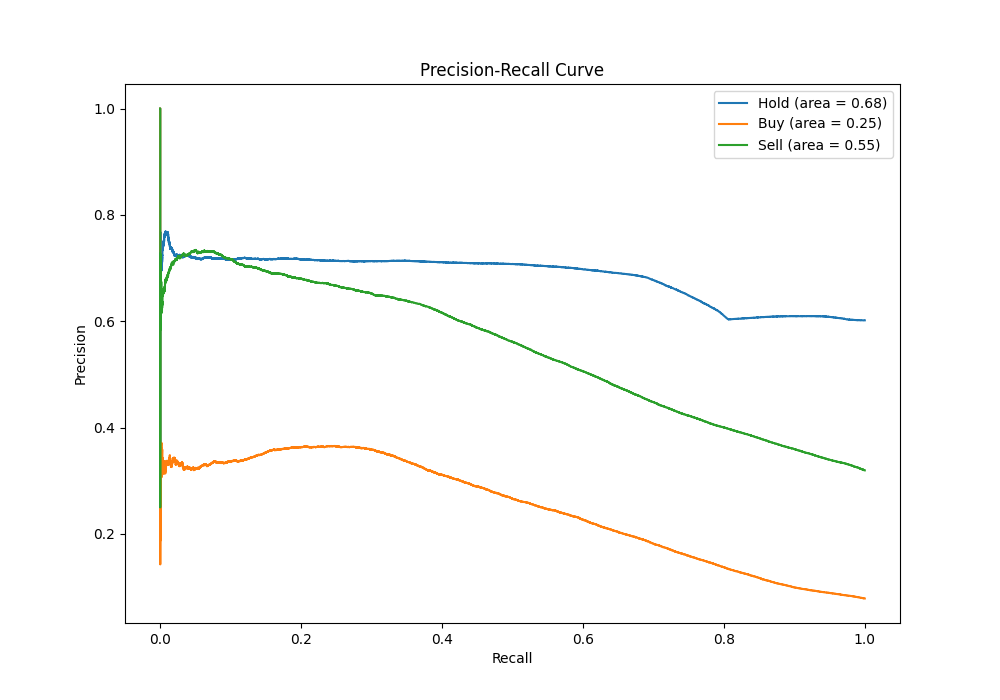 Precision-Recall Curve
Hold (area = 0.68)
Buy (area = 0.25)
Sell (area = 0.55)
1.0
0.8
0.6
0.4
0.2
Precision
0.0 0.2 0.4 0.6 0.8 1.0
Recall